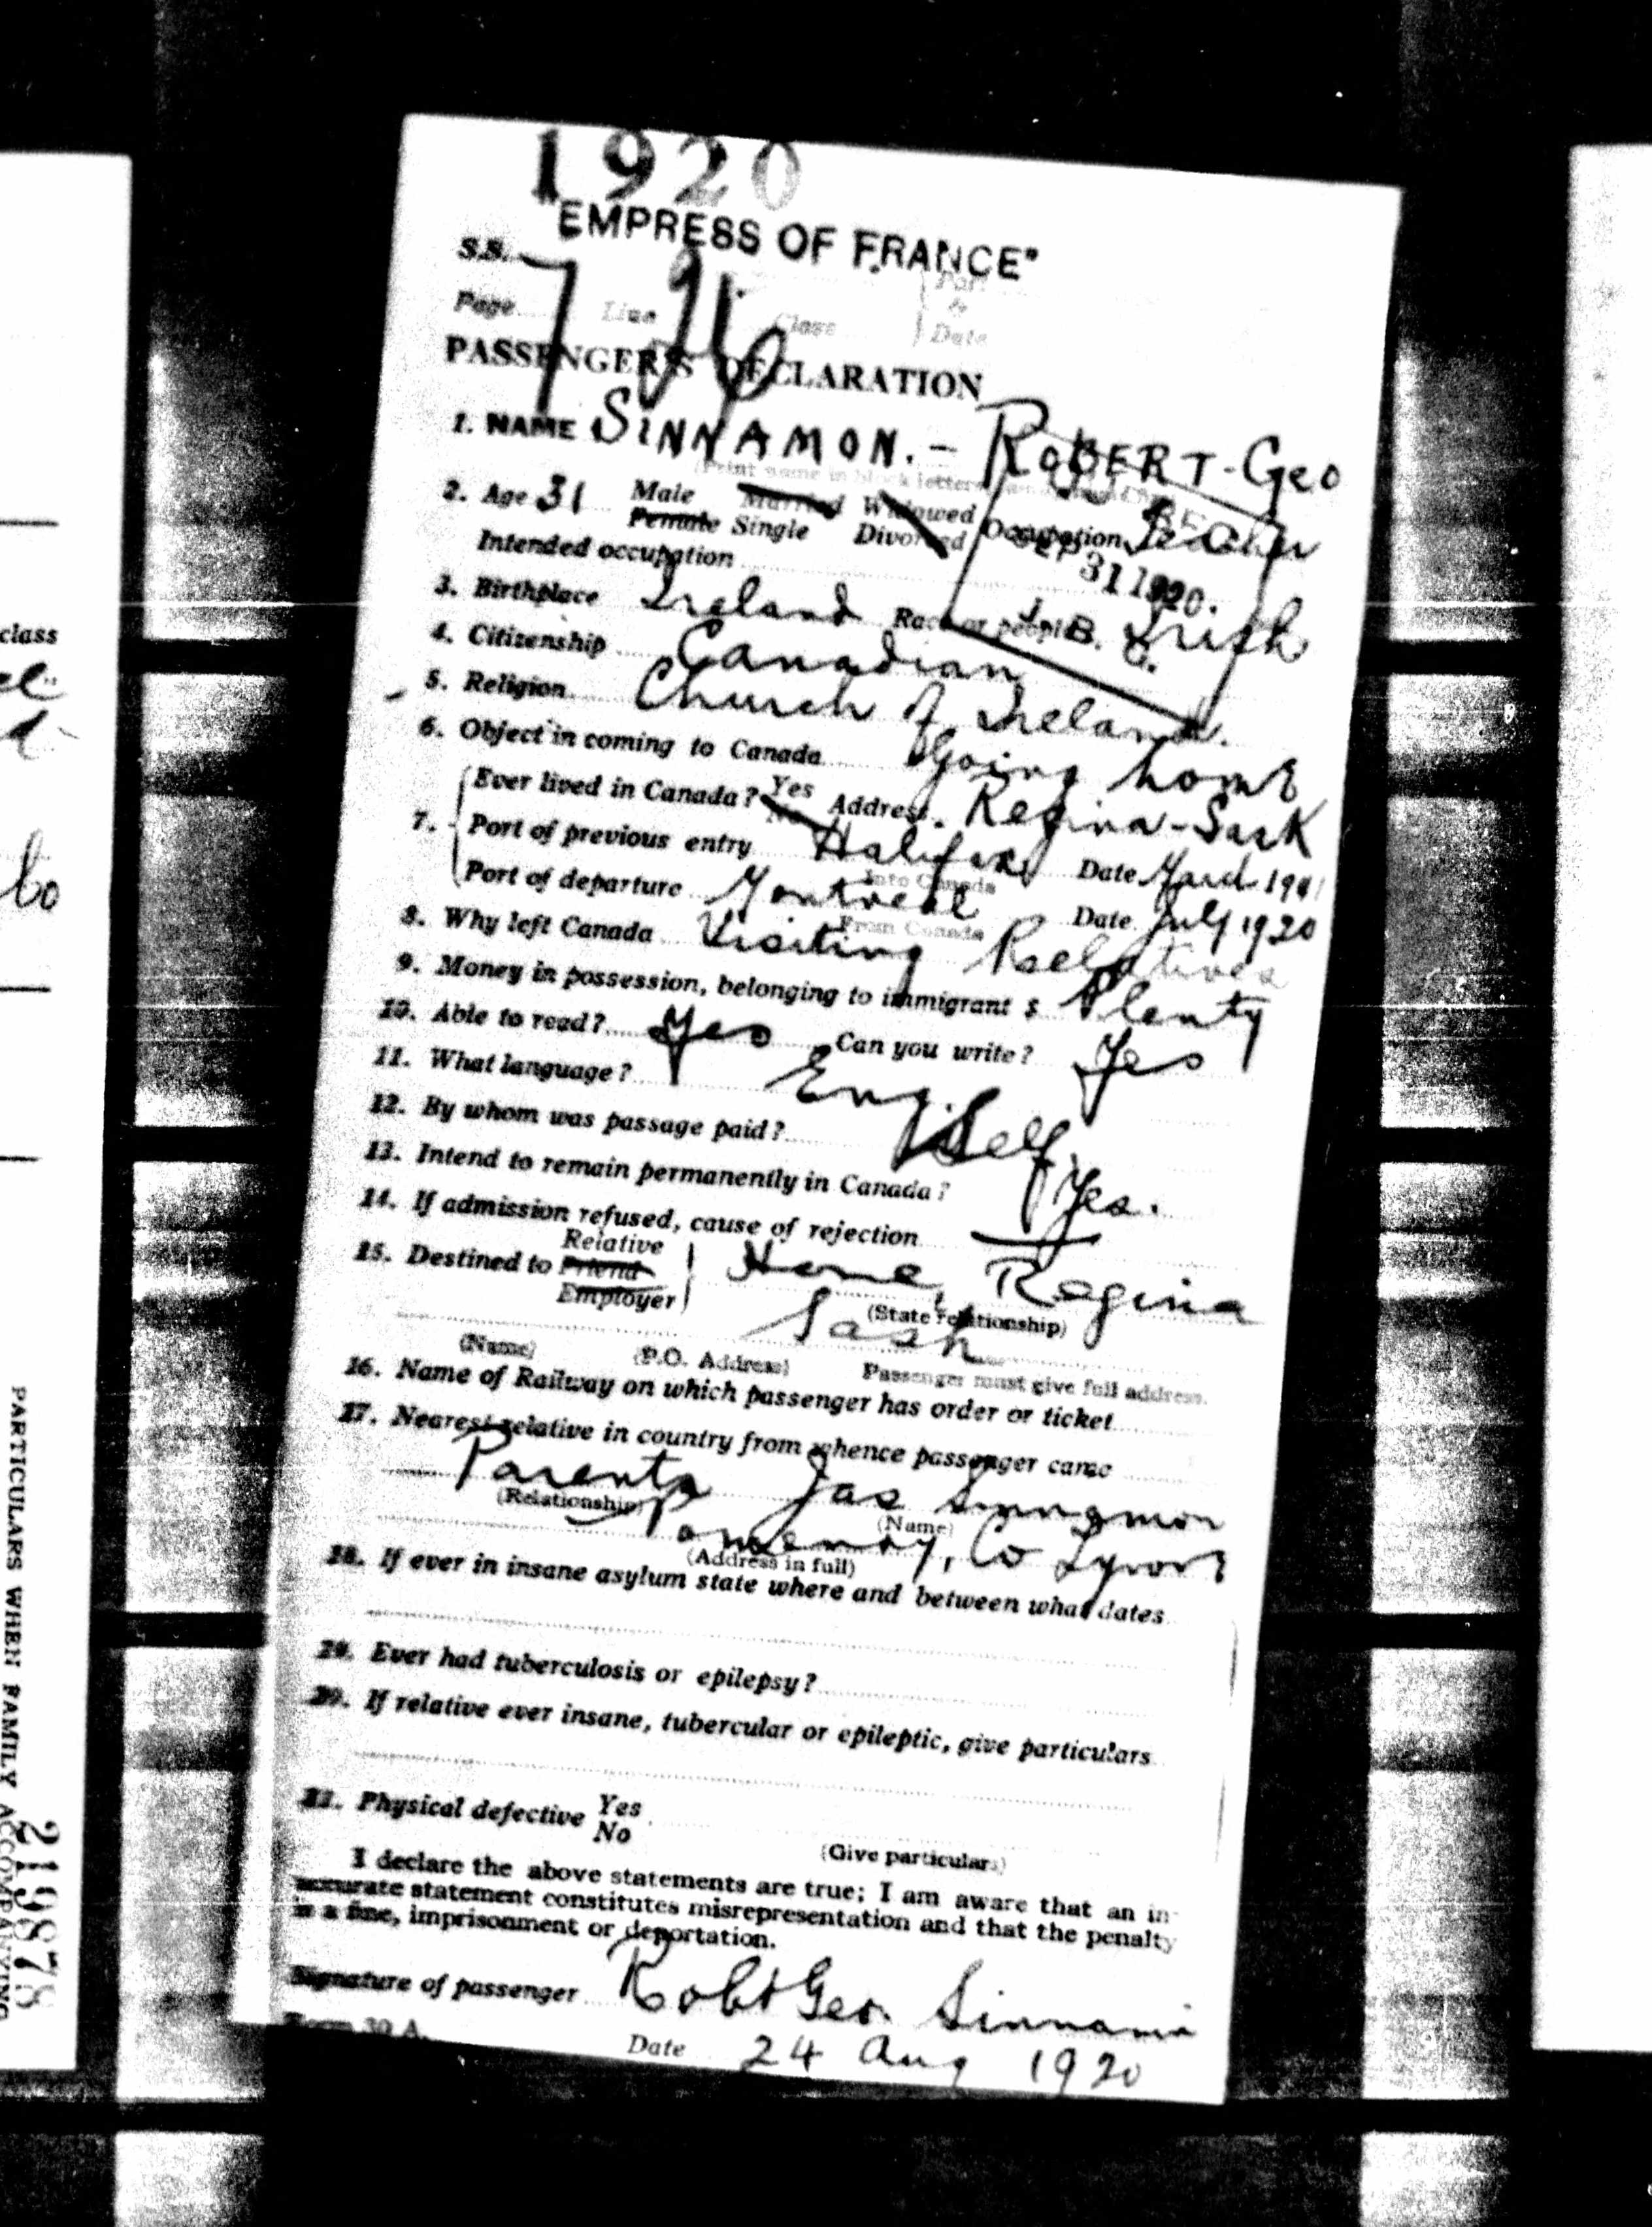 1920
"EMPRESS OF FRANCE"
S.S.
Page 7 Line 26 Class Port & Date
PASSENGER'S DECLARATION
1. NAME SINNAMON. - ROBERT - Geo
2. Age 31 Male Married Widowed Occupation Teacher
Female Single Divorced
Intended occupation
31 1920.
3. Birthplace Ireland Race or people Irish
4. Citizenship Canadian
5. Religion Church of Ireland.
6. Object in coming to Canada Going home
7. Ever lived in Canada? Yes No Address. Regina - Sask
Port of previous entry Halifax Date March 191
Into Canada
Port of departure Montreal Date July 1920
From Canada
8. Why left Canada Visiting Relatives
9. Money in possession, belonging to immigrant $ Plenty
10. Able to read? Yes Can you write? Yes
11. What language? Eng.
12. By whom was passage paid? Self
13. Intend to remain permanently in Canada? Yes.
14. If admission refused, cause of rejection —
15. Destined to Relative Friend Employer Home, Regina
(State relationship)
Sask
(Name) (P.O. Address) Passenger must give full address.
16. Name of Railway on which passenger has order or ticket
17. Nearest relative in country from whence passenger came
Parents Jas Sinnamon
(Relationship) (Name)
Pomeroy, Co Tyrone
(Address in full)
18. If ever in insane asylum state where and between what dates
19. Ever had tuberculosis or epilepsy?
20. If relative ever insane, tubercular or epileptic, give particulars
21. Physical defective Yes No
(Give particulars)
I declare the above statements are true; I am aware that an in-
accurate statement constitutes misrepresentation and that the penalty
is a fine, imprisonment or deportation.
Signature of passenger Robt Geo. Sinnamon
Form 30 A.
Date 24 Aug 1920
class
PARTICULARS WHEN FAMILY ACCOMPANYING
219878